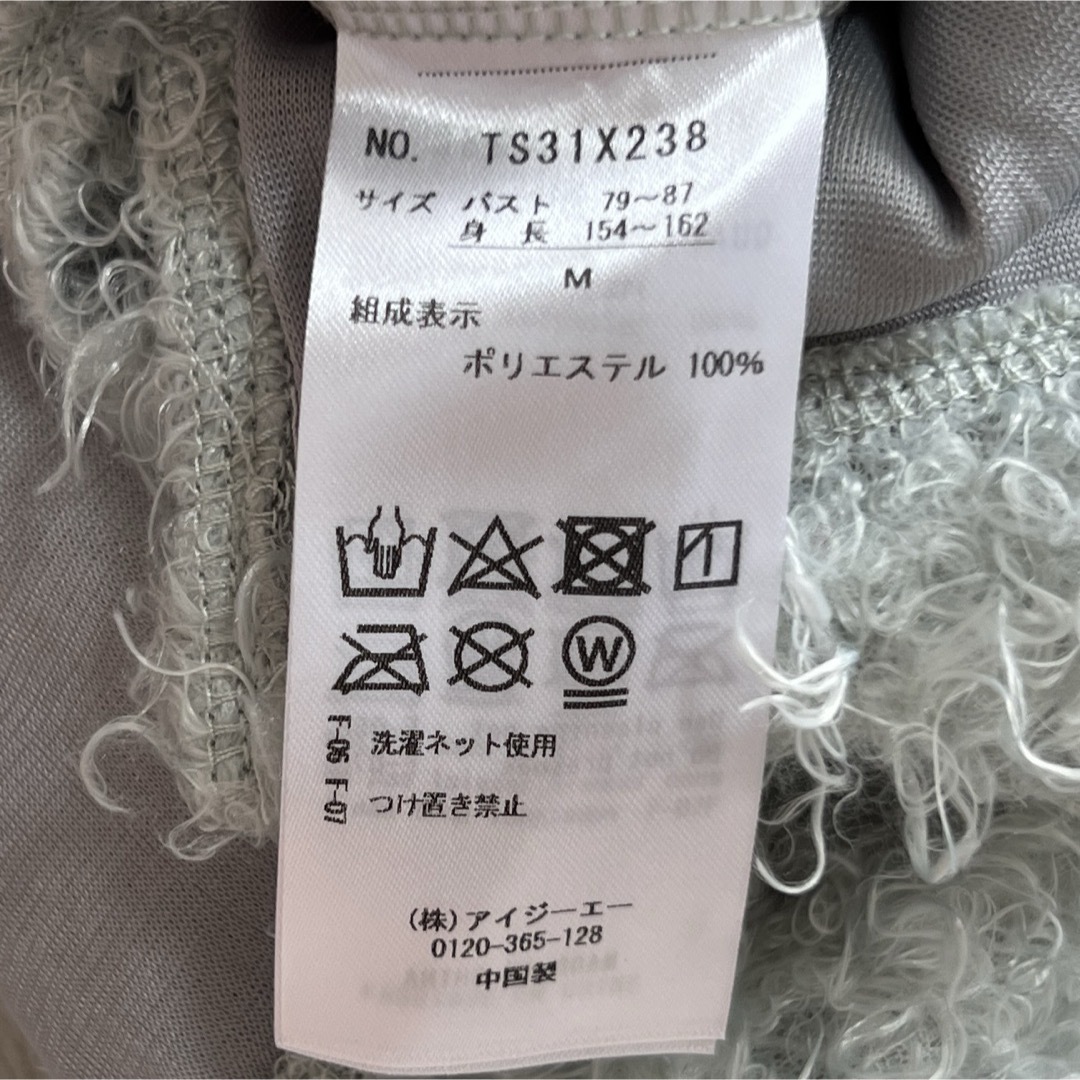 NO. TS31X238
サイズ バスト 79〜87
身長 154〜162
M
組成表示
ポリエステル 100%
W
F-06 洗濯ネット使用
F-07 つけ置き禁止
(株)アイジーエー
0120-365-128
中国製